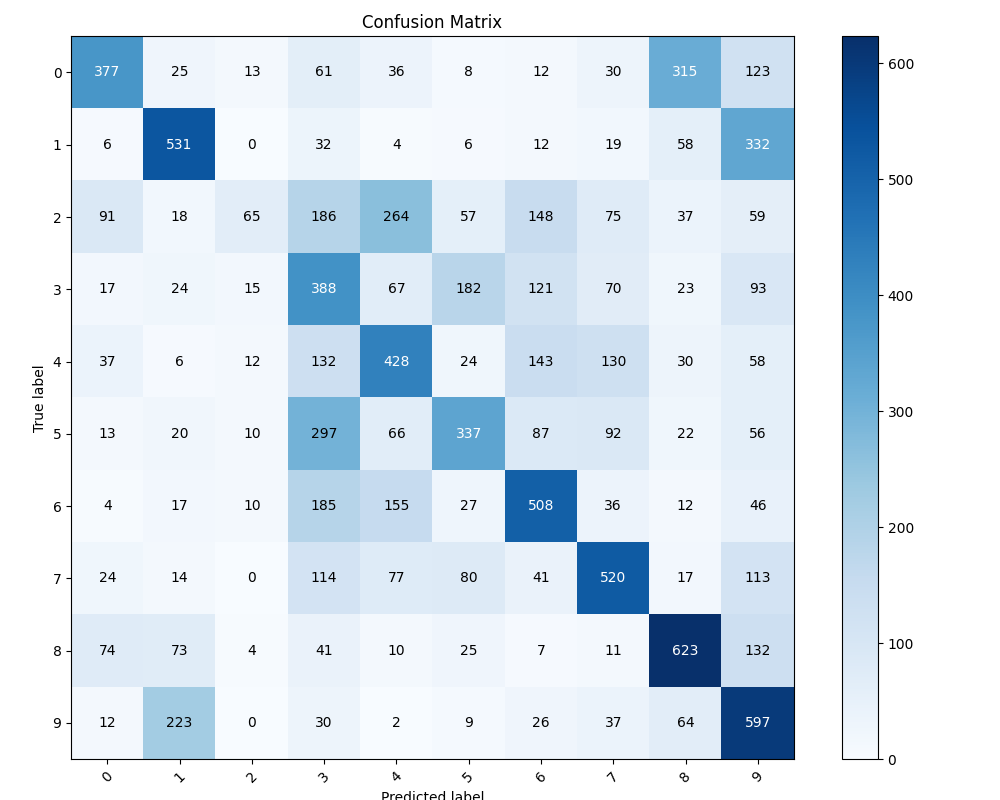 Confusion Matrix
0 377 25 13 61 36 8 12 30 315 123
1 6 531 0 32 4 6 12 19 58 332
2 91 18 65 186 264 57 148 75 37 59
3 17 24 15 388 67 182 121 70 23 93
4 37 6 12 132 428 24 143 130 30 58
5 13 20 10 297 66 337 87 92 22 56
6 4 17 10 185 155 27 508 36 12 46
7 24 14 0 114 77 80 41 520 17 113
8 74 73 4 41 10 25 7 11 623 132
9 12 223 0 30 2 9 26 37 64 597
0 1 2 3 4 5 6 7 8 9
True label
Predicted label
600
500
400
300
200
100
0